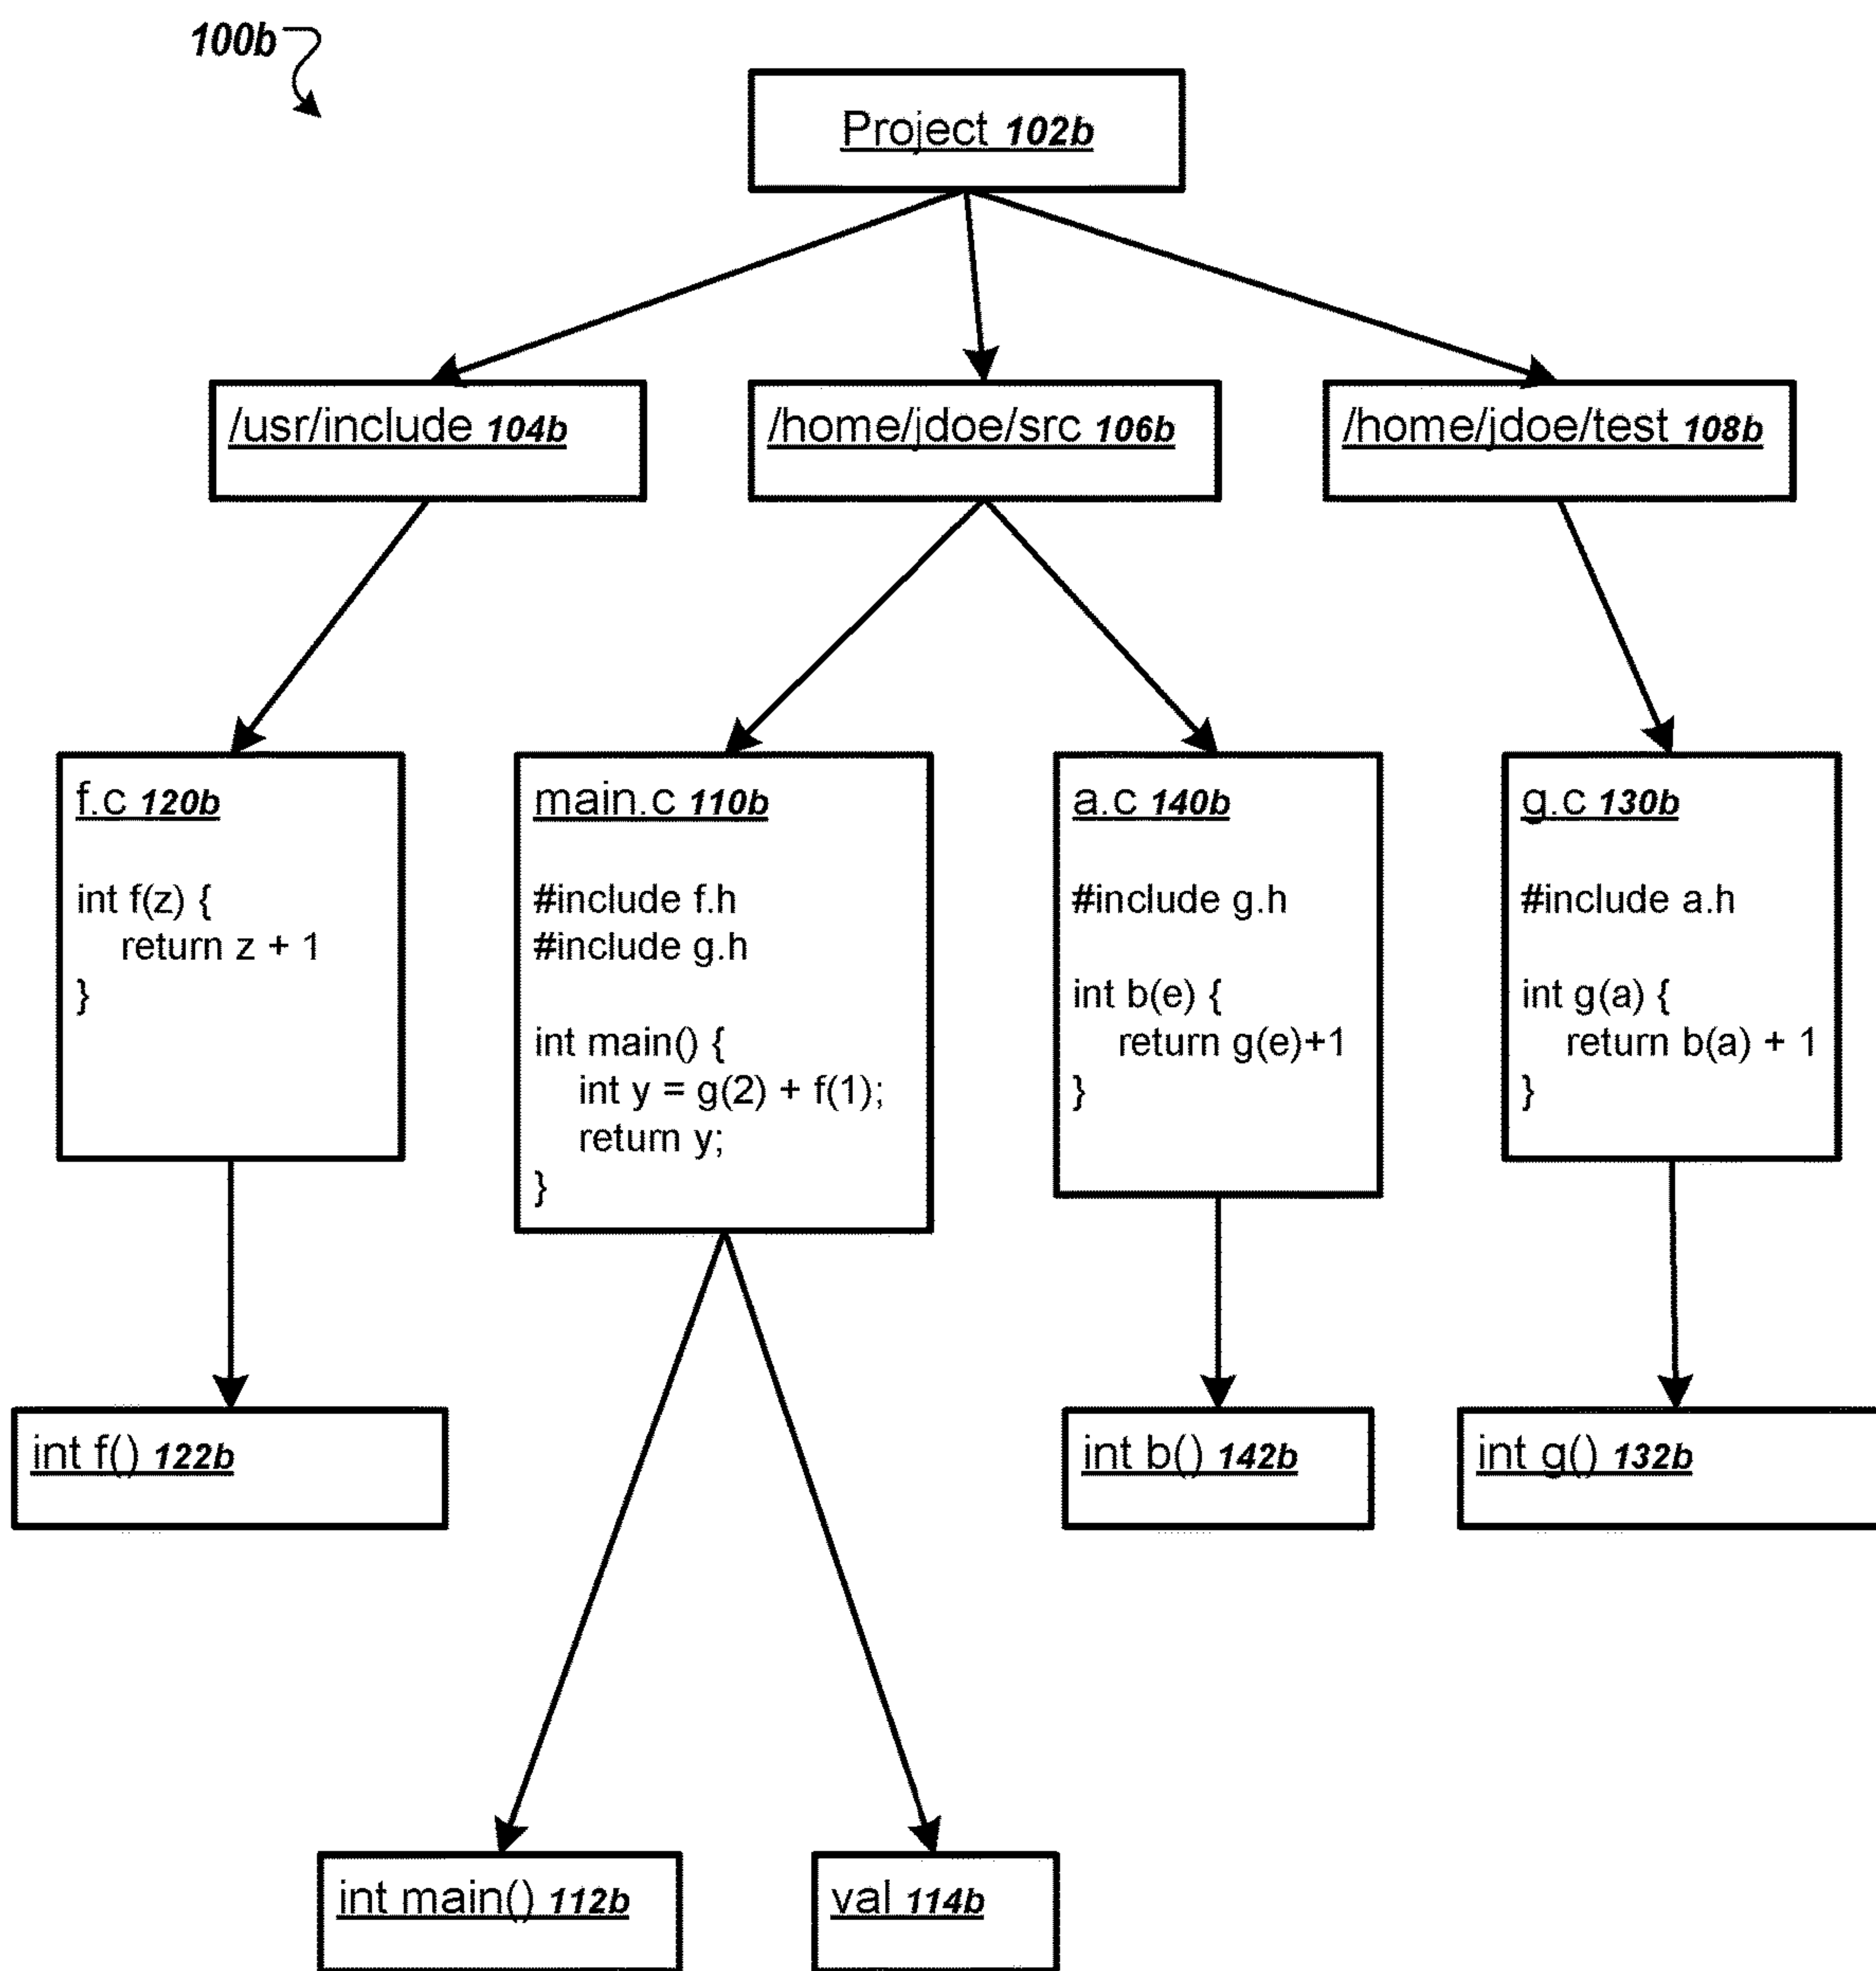 100b
Project 102b
/usr/include 104b
/home/jdoe/src 106b
/home/jdoe/test 108b
f.c 120b
int f(z) {
return z + 1
}
main.c 110b
#include f.h
#include g.h
int main() {
int y = g(2) + f(1);
return y;
}
a.c 140b
#include g.h
int b(e) {
return g(e)+1
}
g.c 130b
#include a.h
int g(a) {
return b(a) + 1
}
int f() 122b
int b() 142b
int g() 132b
int main() 112b
val 114b